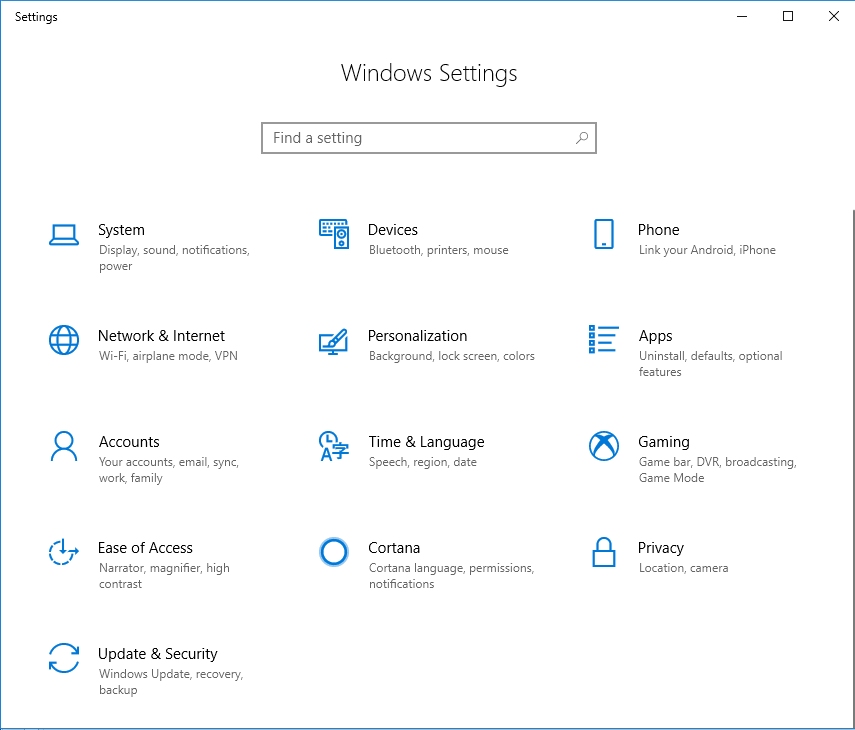 Settings
Windows Settings
Find a setting
System
Display, sound, notifications,
power
Devices
Bluetooth, printers, mouse
Phone
Link your Android, iPhone
Network & Internet
Wi-Fi, airplane mode, VPN
Personalization
Background, lock screen, colors
Apps
Uninstall, defaults, optional
features
Accounts
Your accounts, email, sync,
work, family
Time & Language
Speech, region, date
Gaming
Game bar, DVR, broadcasting,
Game Mode
Ease of Access
Narrator, magnifier, high
contrast
Cortana
Cortana language, permissions,
notifications
Privacy
Location, camera
Update & Security
Windows Update, recovery,
backup